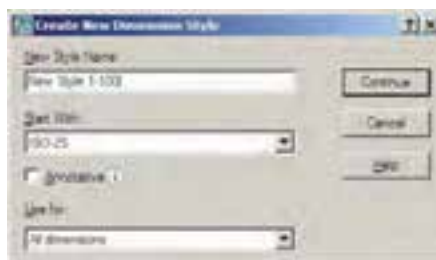 Create New Dimension Style
New Style Name:
New Style 1-100
Continue
Start With:
ISO-25
Cancel
Annotative
Help
Use for:
All dimensions